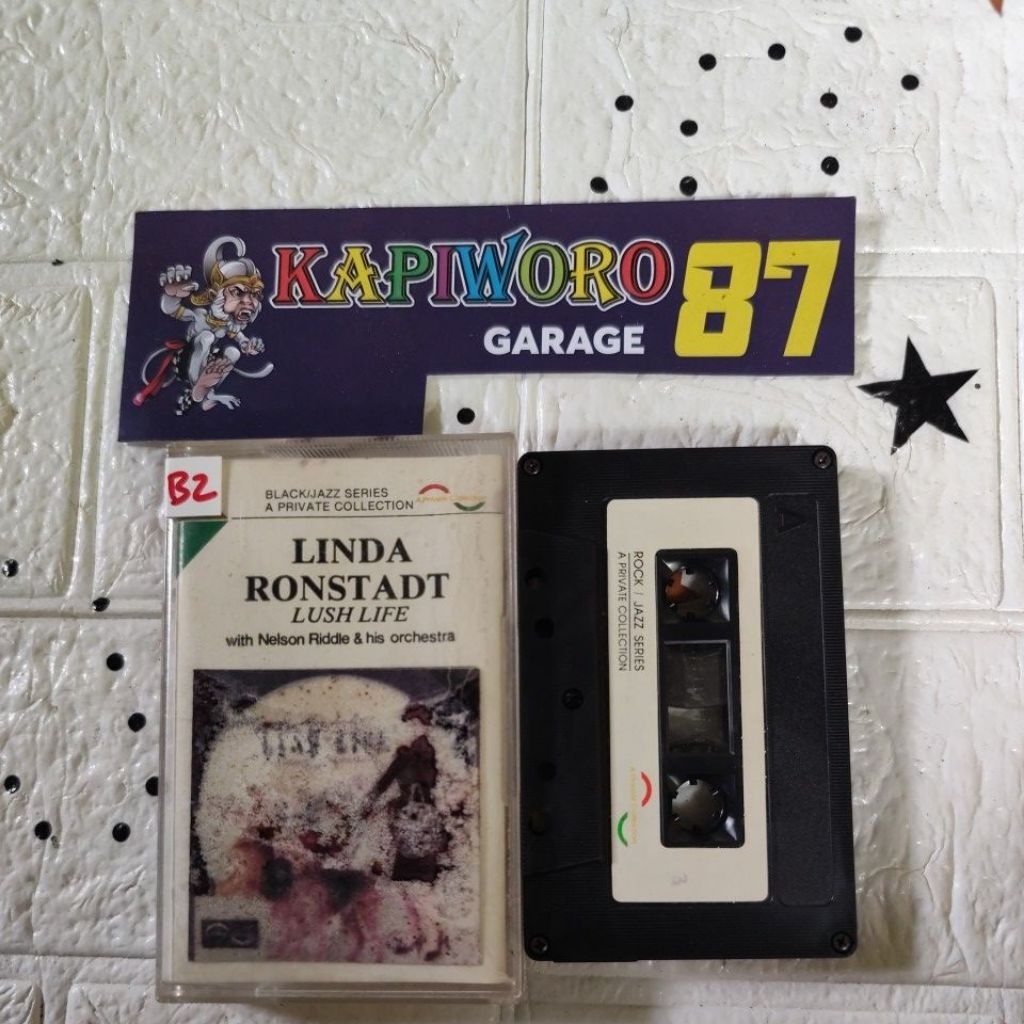 KAPIWORO 87
GARAGE
B2
BLACK/JAZZ SERIES
A PRIVATE COLLECTION
LINDA
RONSTADT
LUSH LIFE
with Nelson Riddle & his orchestra
A
ROCK / JAZZ SERIES
A PRIVATE COLLECTION